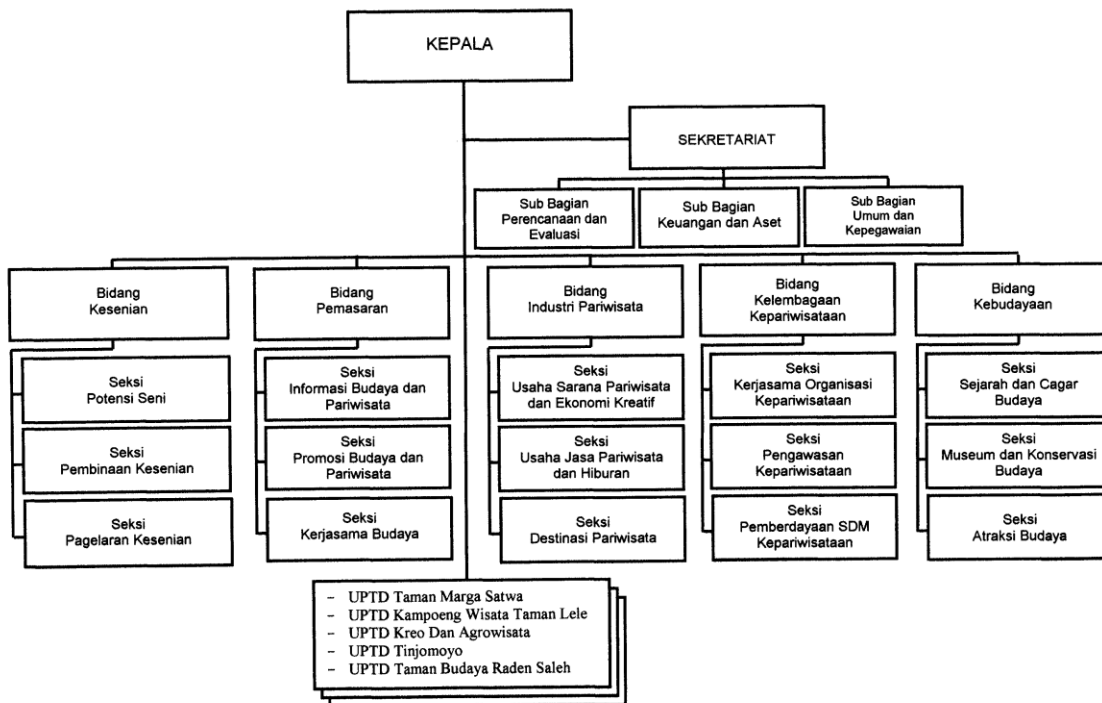 KEPALA
SEKRETARIAT
Sub Bagian
Perencanaan dan
Evaluasi
Sub Bagian
Keuangan dan Aset
Sub Bagian
Umum dan
Kepegawaian
Bidang
Kesenian
Bidang
Pemasaran
Bidang
Industri Pariwisata
Bidang
Kelembagaan
Kepariwisataan
Bidang
Kebudayaan
Seksi
Potensi Seni
Seksi
Informasi Budaya dan
Pariwisata
Seksi
Usaha Sarana Pariwisata
dan Ekonomi Kreatif
Seksi
Kerjasama Organisasi
Kepariwisataan
Seksi
Sejarah dan Cagar
Budaya
Seksi
Pembinaan Kesenian
Seksi
Promosi Budaya dan
Pariwisata
Seksi
Usaha Jasa Pariwisata
dan Hiburan
Seksi
Pengawasan
Kepariwisataan
Seksi
Museum dan Konservasi
Budaya
Seksi
Pagelaran Kesenian
Seksi
Kerjasama Budaya
Seksi
Destinasi Pariwisata
Seksi
Pemberdayaan SDM
Kepariwisataan
Seksi
Atraksi Budaya
- UPTD Taman Marga Satwa
- UPTD Kampoeng Wisata Taman Lele
- UPTD Kreo Dan Agrowisata
- UPTD Tinjomoyo
- UPTD Taman Budaya Raden Saleh